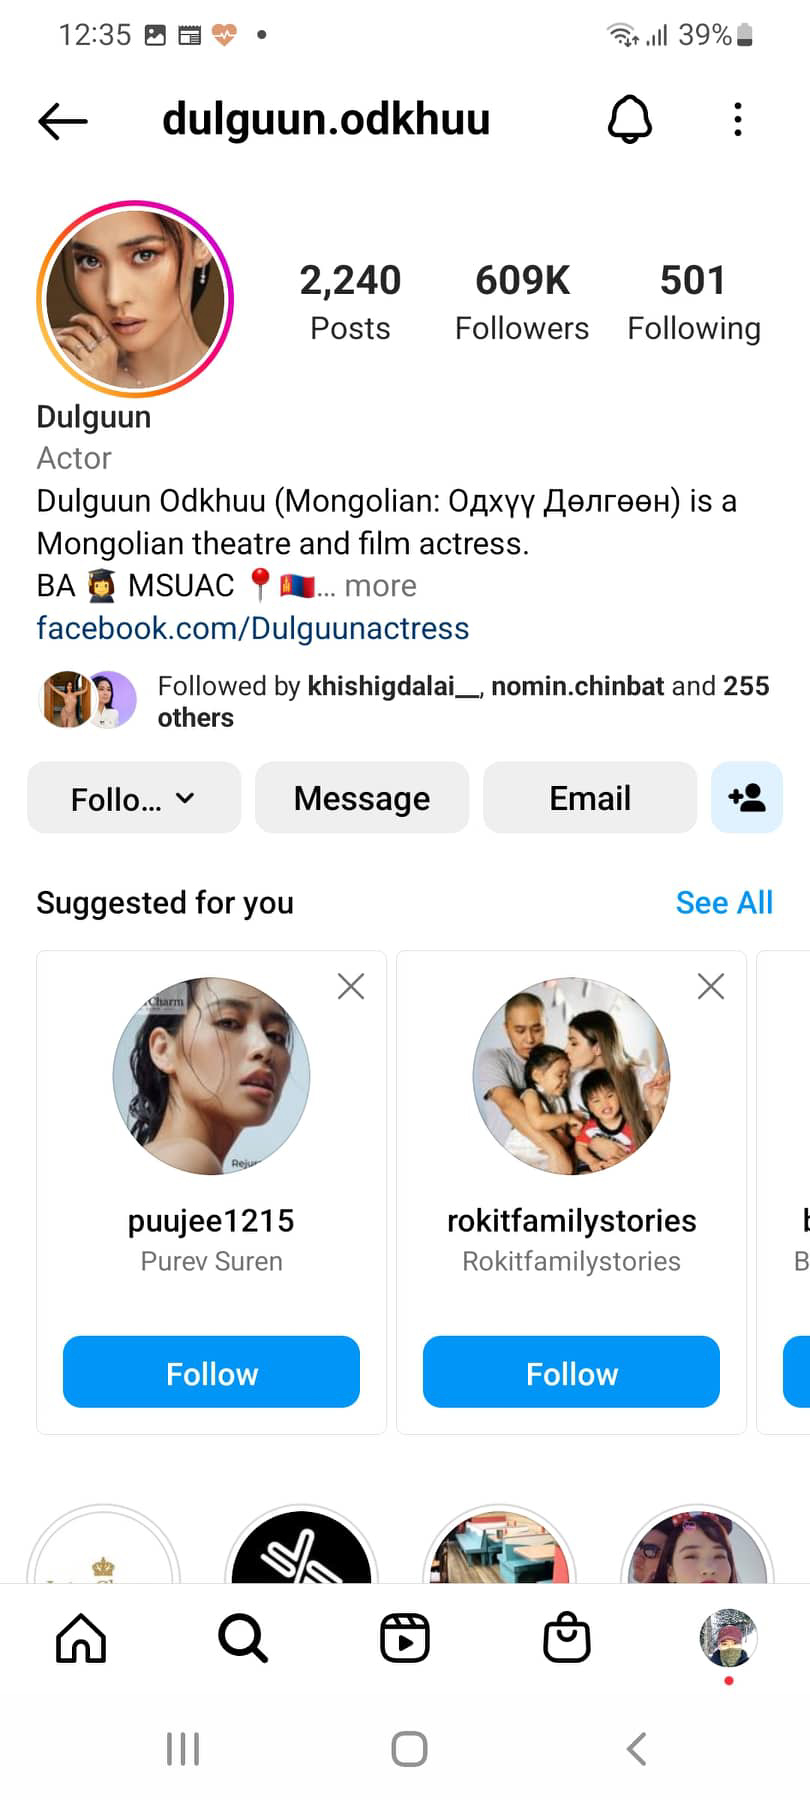 12:35
39%
dulguun.odkhuu
2,240
609K
501
Posts
Followers
Following
Dulguun
Actor
Dulguun Odkhuu (Mongolian: Одхүү Дөлгөөн) is a
Mongolian theatre and film actress.
BA 👩‍🎓 MSUAC 📍🇲🇳... more
facebook.com/Dulguunactress
Followed by khishigdalai__, nomin.chinbat and 255
others
Follo...
Message
Email
Suggested for you
See All
Charm
puujee1215
rokitfamilystories
Purev Suren
Rokitfamilystories
B
Follow
Follow